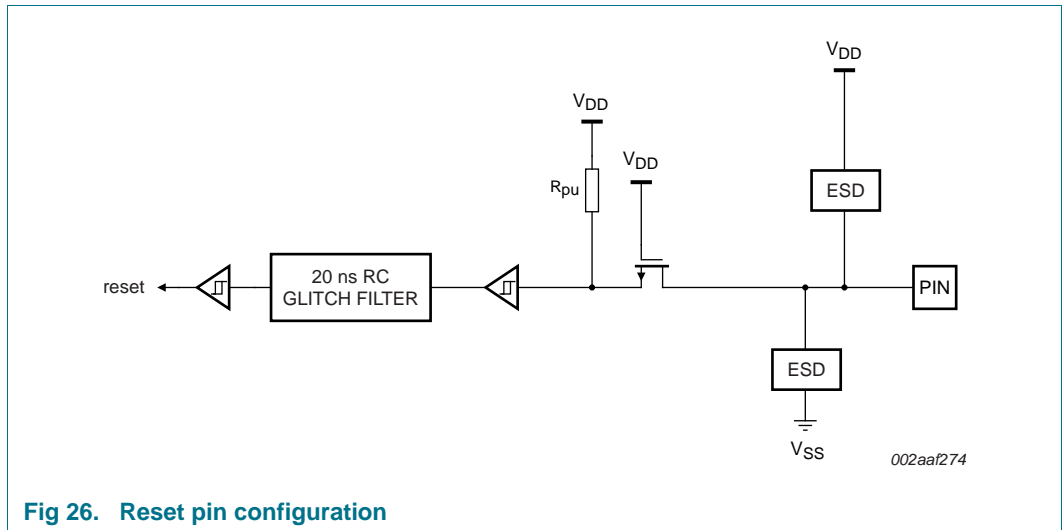 VDD
VDD
VDD
Rpu
ESD
reset
20 ns RC
GLITCH FILTER
PIN
ESD
VSS
002aaf274
Fig 26. Reset pin configuration